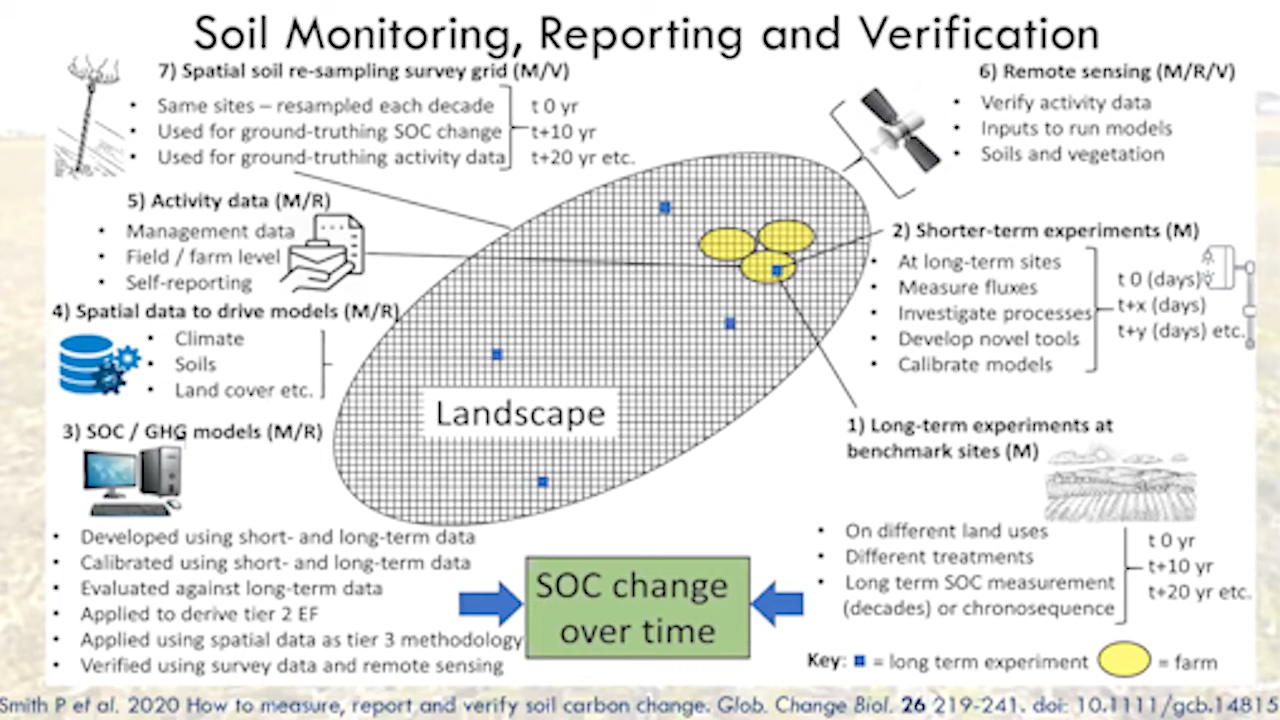 Soil Monitoring, Reporting and Verification
7) Spatial soil re-sampling survey grid (M/V)
• Same sites – resampled each decade
• Used for ground-truthing SOC change
• Used for ground-truthing activity data
t 0 yr
t+10 yr
t+20 yr etc.
6) Remote sensing (M/R/V)
• Verify activity data
• Inputs to run models
• Soils and vegetation
5) Activity data (M/R)
• Management data
• Field / farm level
• Self-reporting
2) Shorter-term experiments (M)
• At long-term sites
• Measure fluxes
• Investigate processes
• Develop novel tools
• Calibrate models
t 0 (days)
t+x (days)
t+y (days) etc.
4) Spatial data to drive models (M/R)
• Climate
• Soils
• Land cover etc.
Landscape
3) SOC / GHG models (M/R)
• Developed using short- and long-term data
• Calibrated using short- and long-term data
• Evaluated against long-term data
• Applied to derive tier 2 EF
• Applied using spatial data as tier 3 methodology
• Verified using survey data and remote sensing
1) Long-term experiments at
benchmark sites (M)
• On different land uses
• Different treatments
• Long term SOC measurement
(decades) or chronosequence
t 0 yr
t+10 yr
t+20 yr etc.
SOC change
over time
Key: = long term experiment = farm
Smith P et al. 2020 How to measure, report and verify soil carbon change. Glob. Change Biol. 26 219-241. doi: 10.1111/gcb.14815